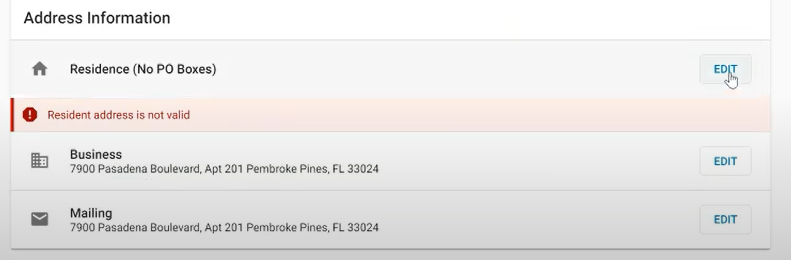 Address Information
Residence (No PO Boxes)
EDIT
Resident address is not valid
Business
7900 Pasadena Boulevard, Apt 201 Pembroke Pines, FL 33024
EDIT
Mailing
7900 Pasadena Boulevard, Apt 201 Pembroke Pines, FL 33024
EDIT